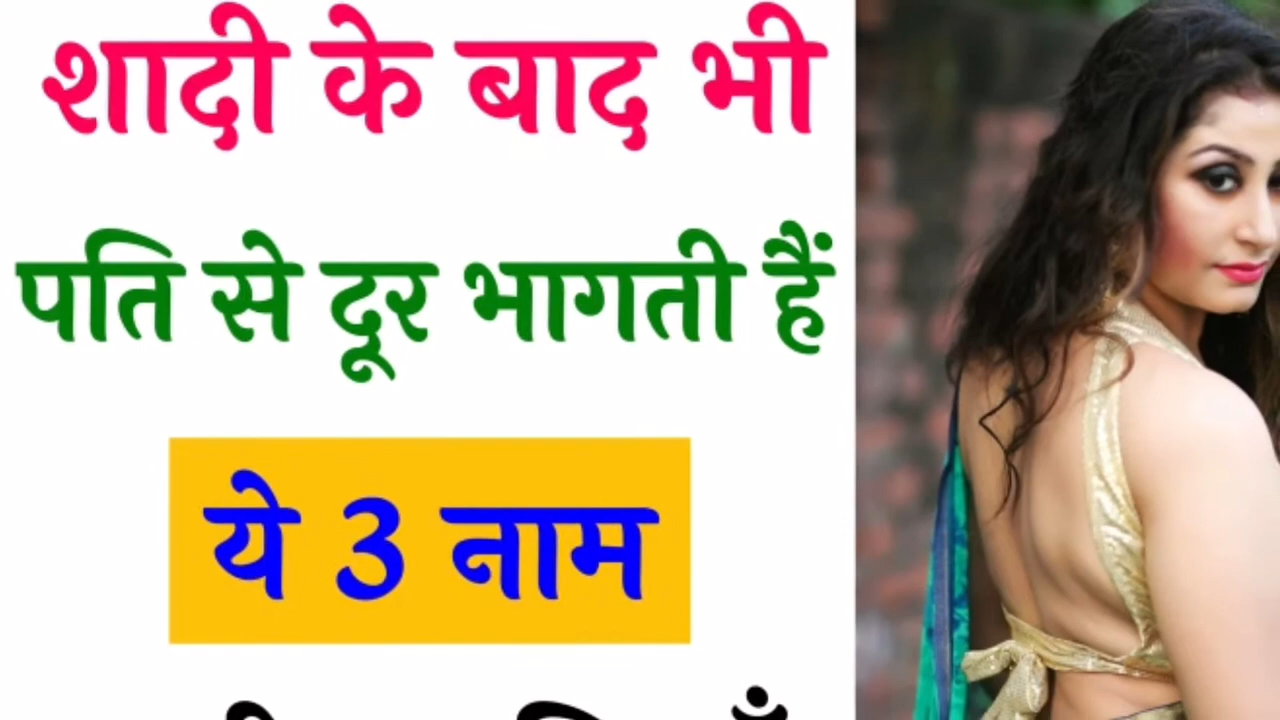 शादी के बाद भी
पति से दूर भागती हैं
ये 3 नाम